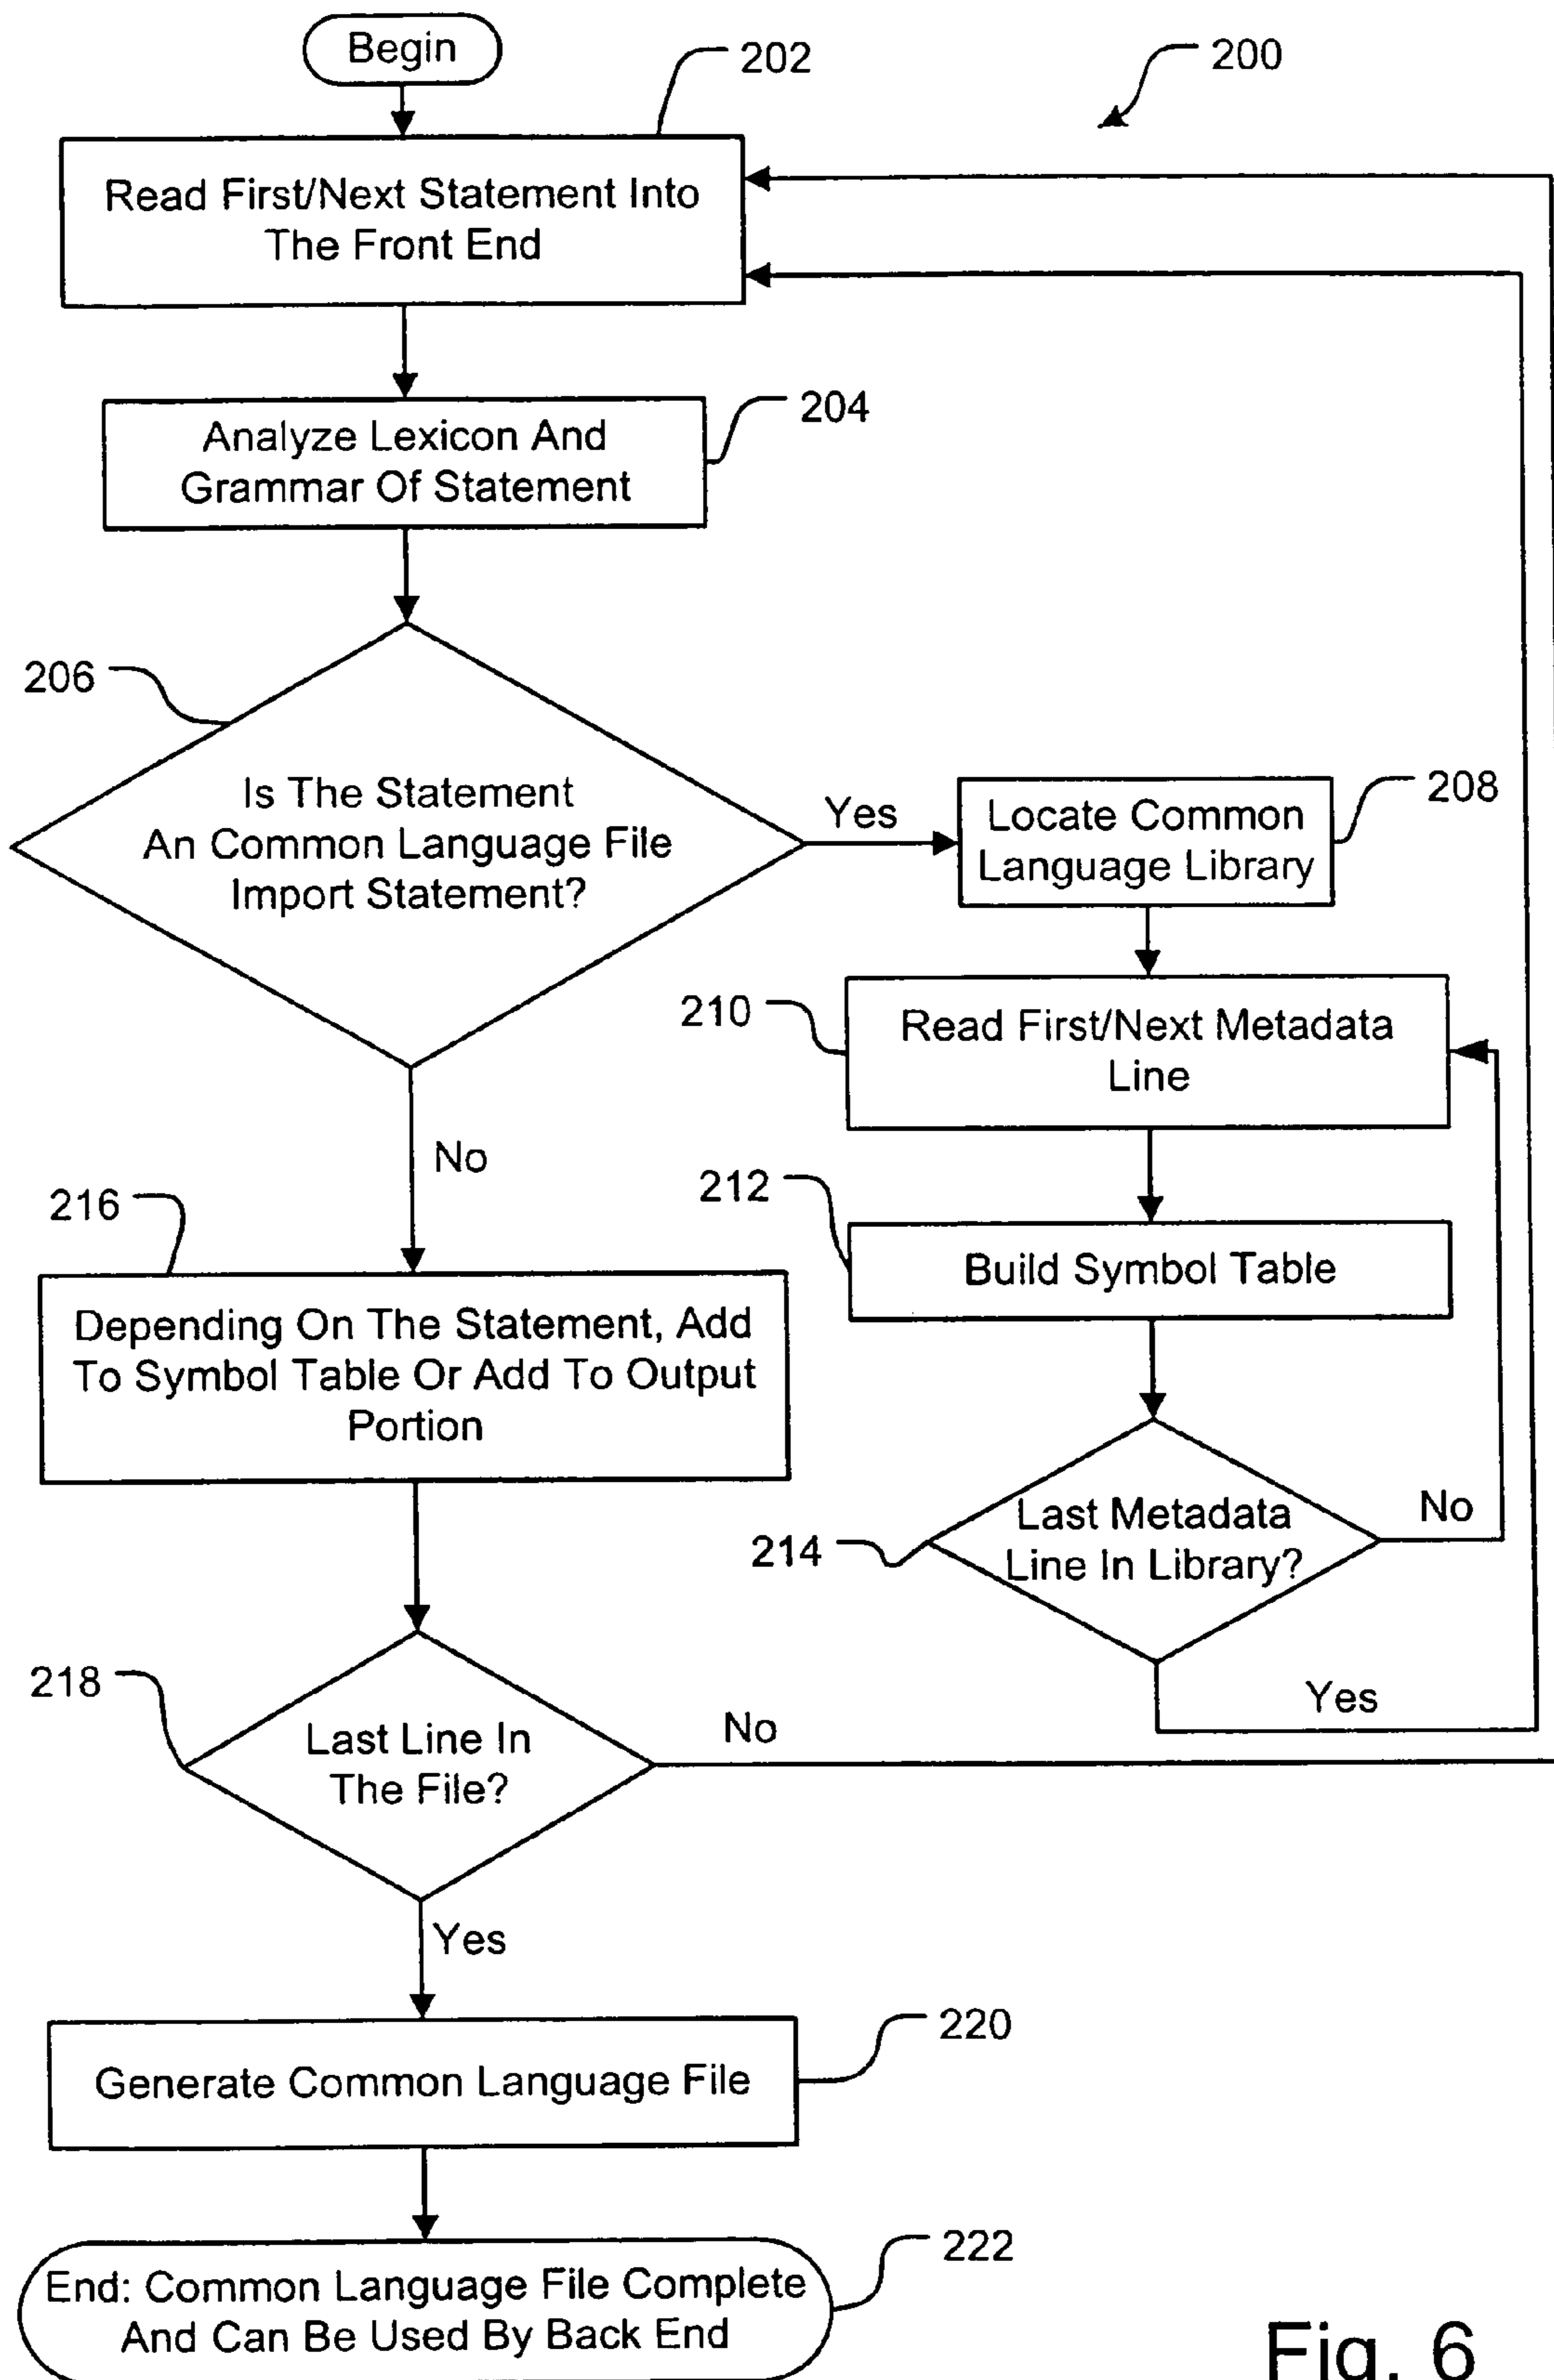 Begin
202
200
Read First/Next Statement Into
The Front End
204
Analyze Lexicon And
Grammar Of Statement
206
Is The Statement
An Common Language File
Import Statement?
Yes
208
Locate Common
Language Library
210
Read First/Next Metadata
Line
No
212
Build Symbol Table
216
Depending On The Statement, Add
To Symbol Table Or Add To Output
Portion
214
Last Metadata
Line In Library?
No
Yes
218
Last Line In
The File?
No
Yes
220
Generate Common Language File
222
End: Common Language File Complete
And Can Be Used By Back End
Fig. 6